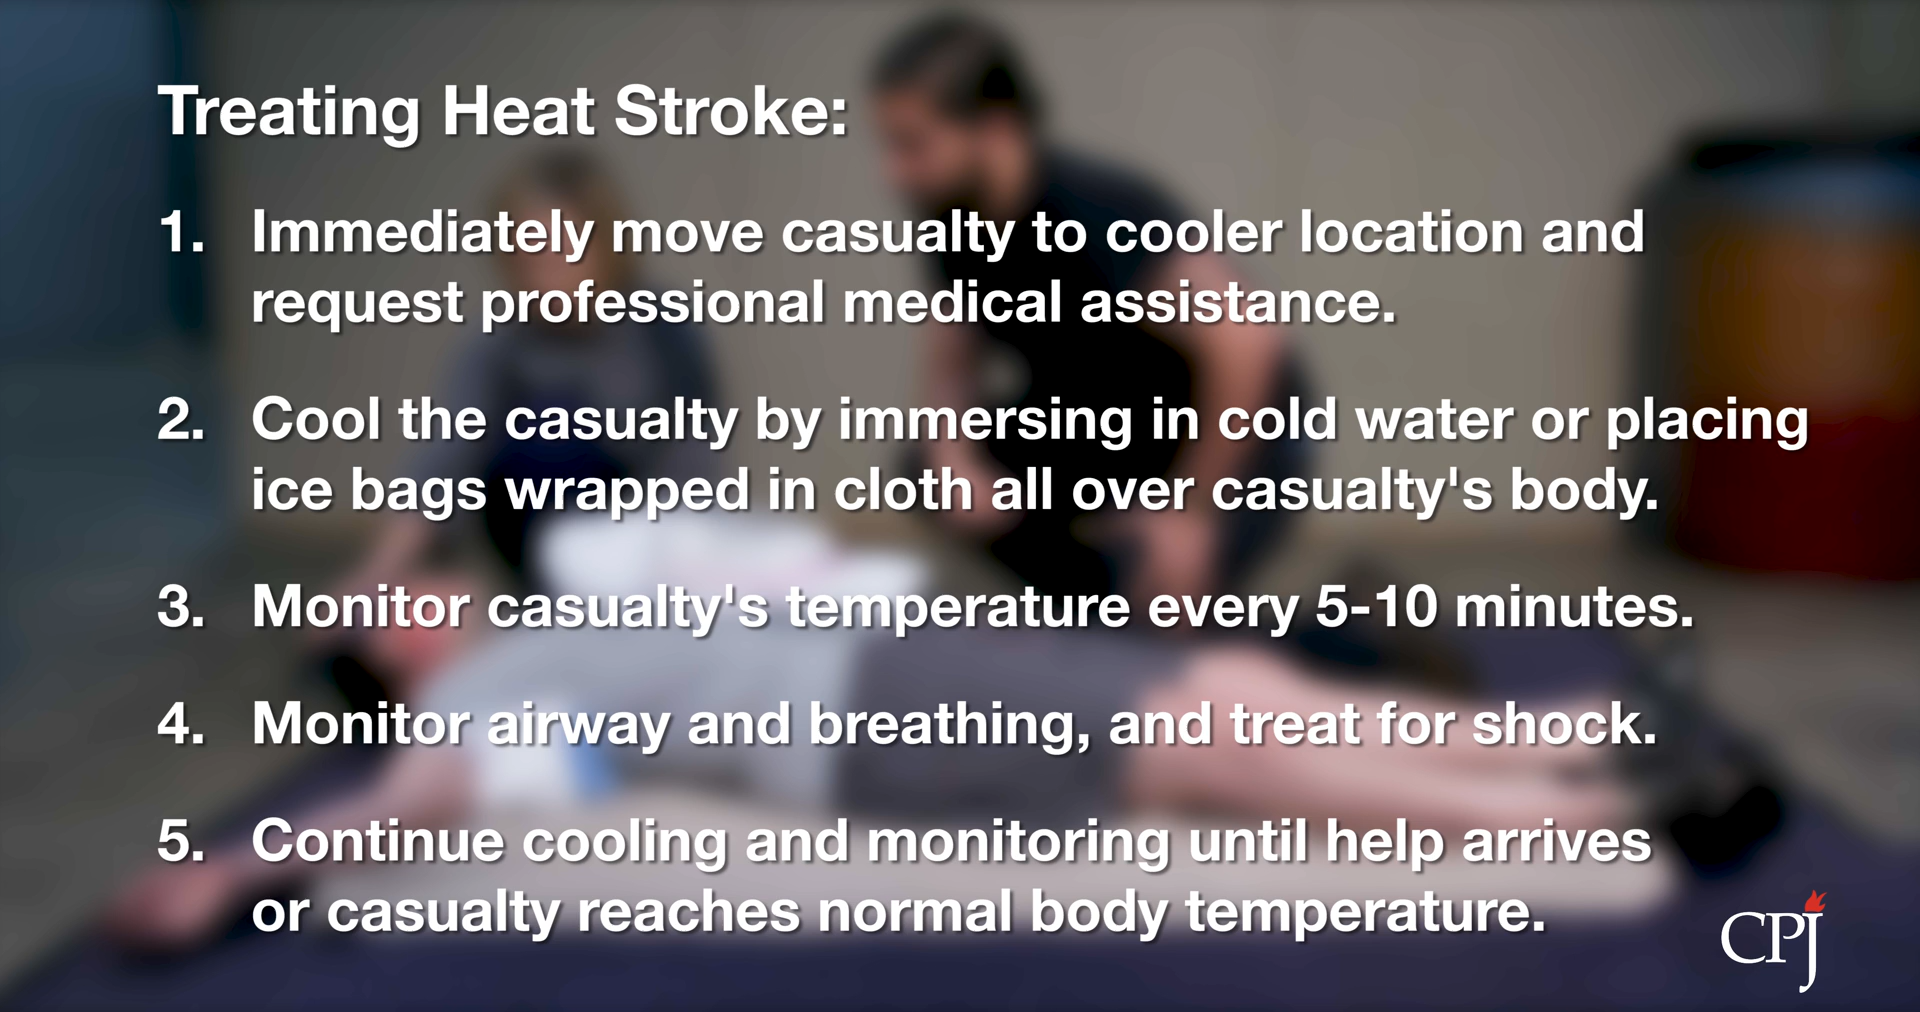 Treating Heat Stroke:
1. Immediately move casualty to cooler location and
request professional medical assistance.
2. Cool the casualty by immersing in cold water or placing
ice bags wrapped in cloth all over casualty's body.
3. Monitor casualty's temperature every 5-10 minutes.
4. Monitor airway and breathing, and treat for shock.
5. Continue cooling and monitoring until help arrives
or casualty reaches normal body temperature.
CPJ